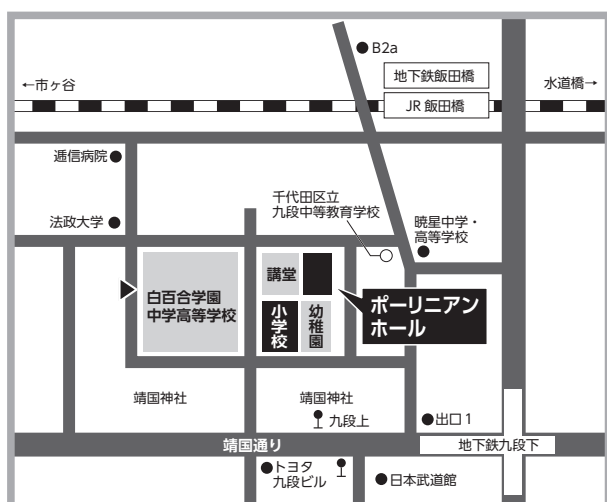 B2a
←市ヶ谷
地下鉄飯田橋
水道橋→
JR 飯田橋
逓信病院
千代田区立
九段中等教育学校
法政大学
暁星中学・
高等学校
講堂
白百合学園
中学高等学校
小学校
幼稚園
ポーリニアン
ホール
靖国神社
靖国神社
九段上
出口 1
靖国通り
地下鉄九段下
トヨタ
九段ビル
日本武道館